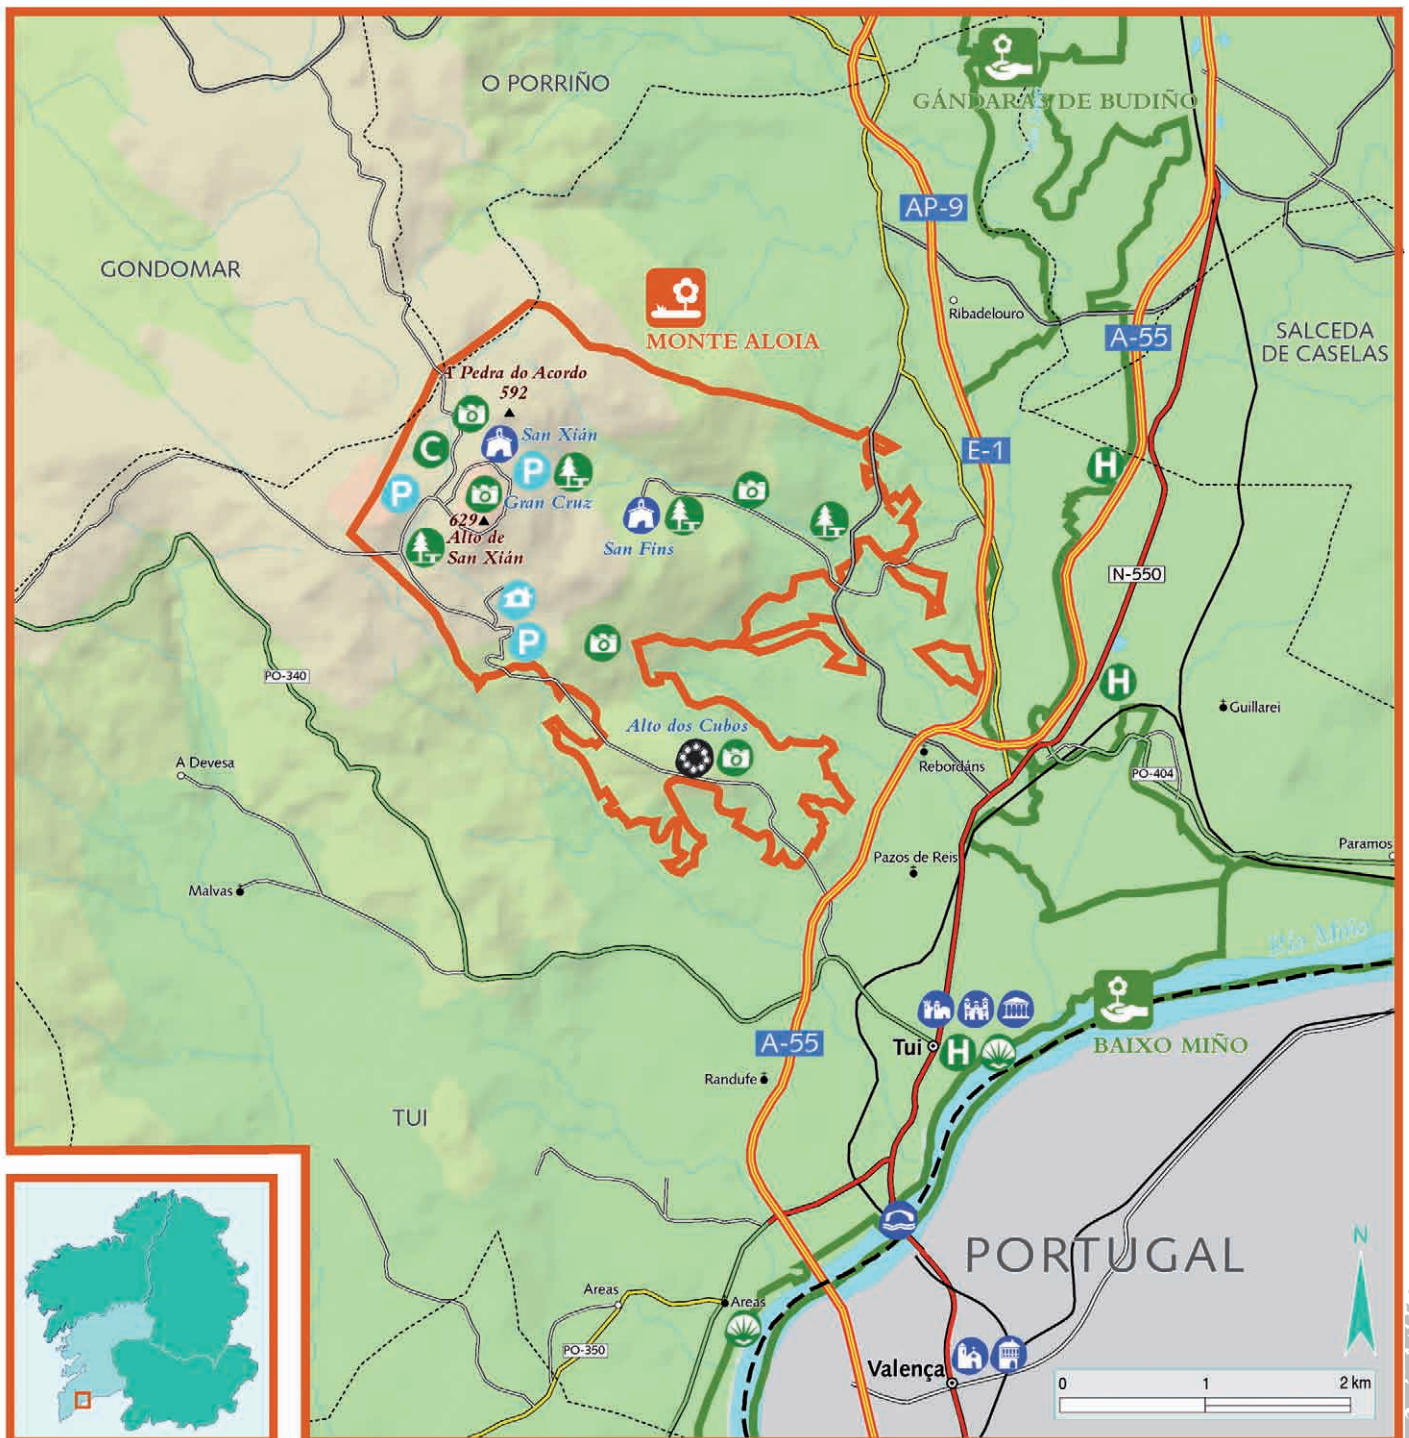 O PORRIÑO
GÁNDARAS DE BUDIÑO
AP-9
GONDOMAR
MONTE ALOIA
Ribadelouro
A-55
SALCEDA
DE CASELAS
A Pedra do Acordo
592
San Xián
C
P
P
Gran Cruz
E-1
H
629
Alto de
San Xián
San Fins
N-550
P
PO-340
H
Guillarei
Alto dos Cubos
A Devesa
Rebordáns
PO-404
Paramos
Pazos de Reis
Malvas
Río Miño
A-55
Tui
H
BAIXO MIÑO
Randufe
TUI
PORTUGAL
N
Areas
Areas
PO-350
Valença
0 1 2 km